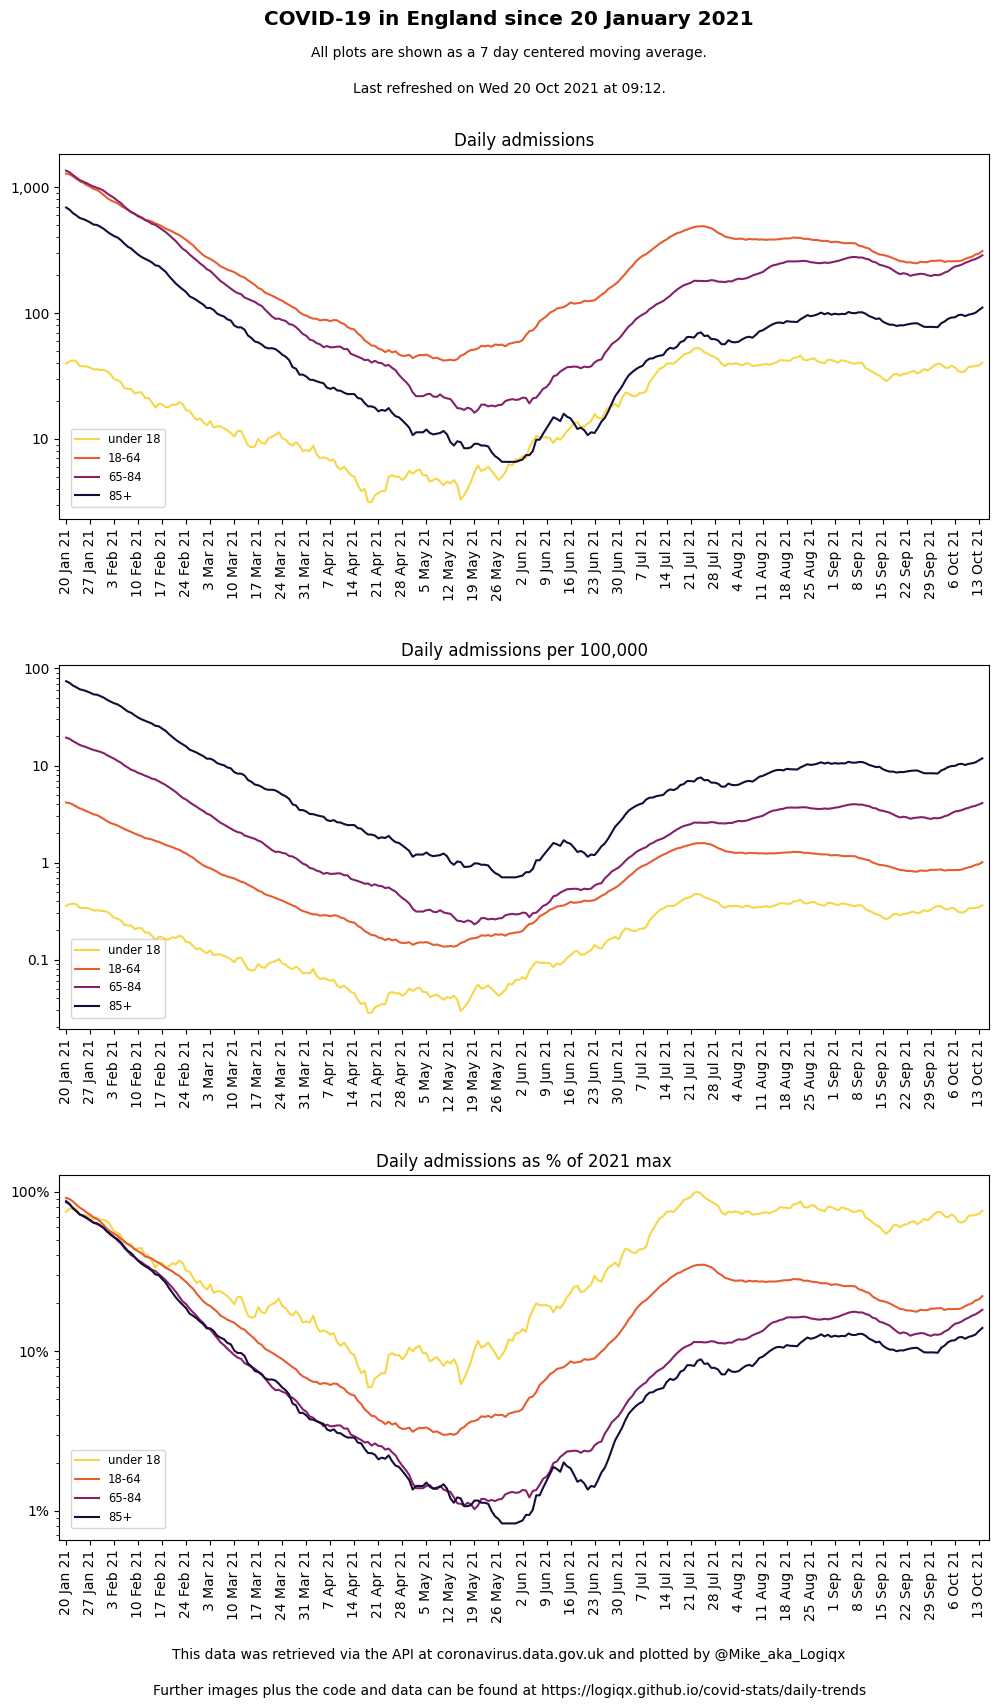 COVID-19 in England since 20 January 2021
All plots are shown as a 7 day centered moving average.
Last refreshed on Wed 20 Oct 2021 at 09:12.
Daily admissions
1,000
100
10
under 18
18-64
65-84
85+
20 Jan 21
27 Jan 21
3 Feb 21
10 Feb 21
17 Feb 21
24 Feb 21
3 Mar 21
10 Mar 21
17 Mar 21
24 Mar 21
31 Mar 21
7 Apr 21
14 Apr 21
21 Apr 21
28 Apr 21
5 May 21
12 May 21
19 May 21
26 May 21
2 Jun 21
9 Jun 21
16 Jun 21
23 Jun 21
30 Jun 21
7 Jul 21
14 Jul 21
21 Jul 21
28 Jul 21
4 Aug 21
11 Aug 21
18 Aug 21
25 Aug 21
1 Sep 21
8 Sep 21
15 Sep 21
22 Sep 21
29 Sep 21
6 Oct 21
13 Oct 21
Daily admissions per 100,000
100
10
1
0.1
under 18
18-64
65-84
85+
20 Jan 21
27 Jan 21
3 Feb 21
10 Feb 21
17 Feb 21
24 Feb 21
3 Mar 21
10 Mar 21
17 Mar 21
24 Mar 21
31 Mar 21
7 Apr 21
14 Apr 21
21 Apr 21
28 Apr 21
5 May 21
12 May 21
19 May 21
26 May 21
2 Jun 21
9 Jun 21
16 Jun 21
23 Jun 21
30 Jun 21
7 Jul 21
14 Jul 21
21 Jul 21
28 Jul 21
4 Aug 21
11 Aug 21
18 Aug 21
25 Aug 21
1 Sep 21
8 Sep 21
15 Sep 21
22 Sep 21
29 Sep 21
6 Oct 21
13 Oct 21
Daily admissions as % of 2021 max
100%
10%
1%
under 18
18-64
65-84
85+
20 Jan 21
27 Jan 21
3 Feb 21
10 Feb 21
17 Feb 21
24 Feb 21
3 Mar 21
10 Mar 21
17 Mar 21
24 Mar 21
31 Mar 21
7 Apr 21
14 Apr 21
21 Apr 21
28 Apr 21
5 May 21
12 May 21
19 May 21
26 May 21
2 Jun 21
9 Jun 21
16 Jun 21
23 Jun 21
30 Jun 21
7 Jul 21
14 Jul 21
21 Jul 21
28 Jul 21
4 Aug 21
11 Aug 21
18 Aug 21
25 Aug 21
1 Sep 21
8 Sep 21
15 Sep 21
22 Sep 21
29 Sep 21
6 Oct 21
13 Oct 21
This data was retrieved via the API at coronavirus.data.gov.uk and plotted by @Mike_aka_Logiqx
Further images plus the code and data can be found at https://logiqx.github.io/covid-stats/daily-trends